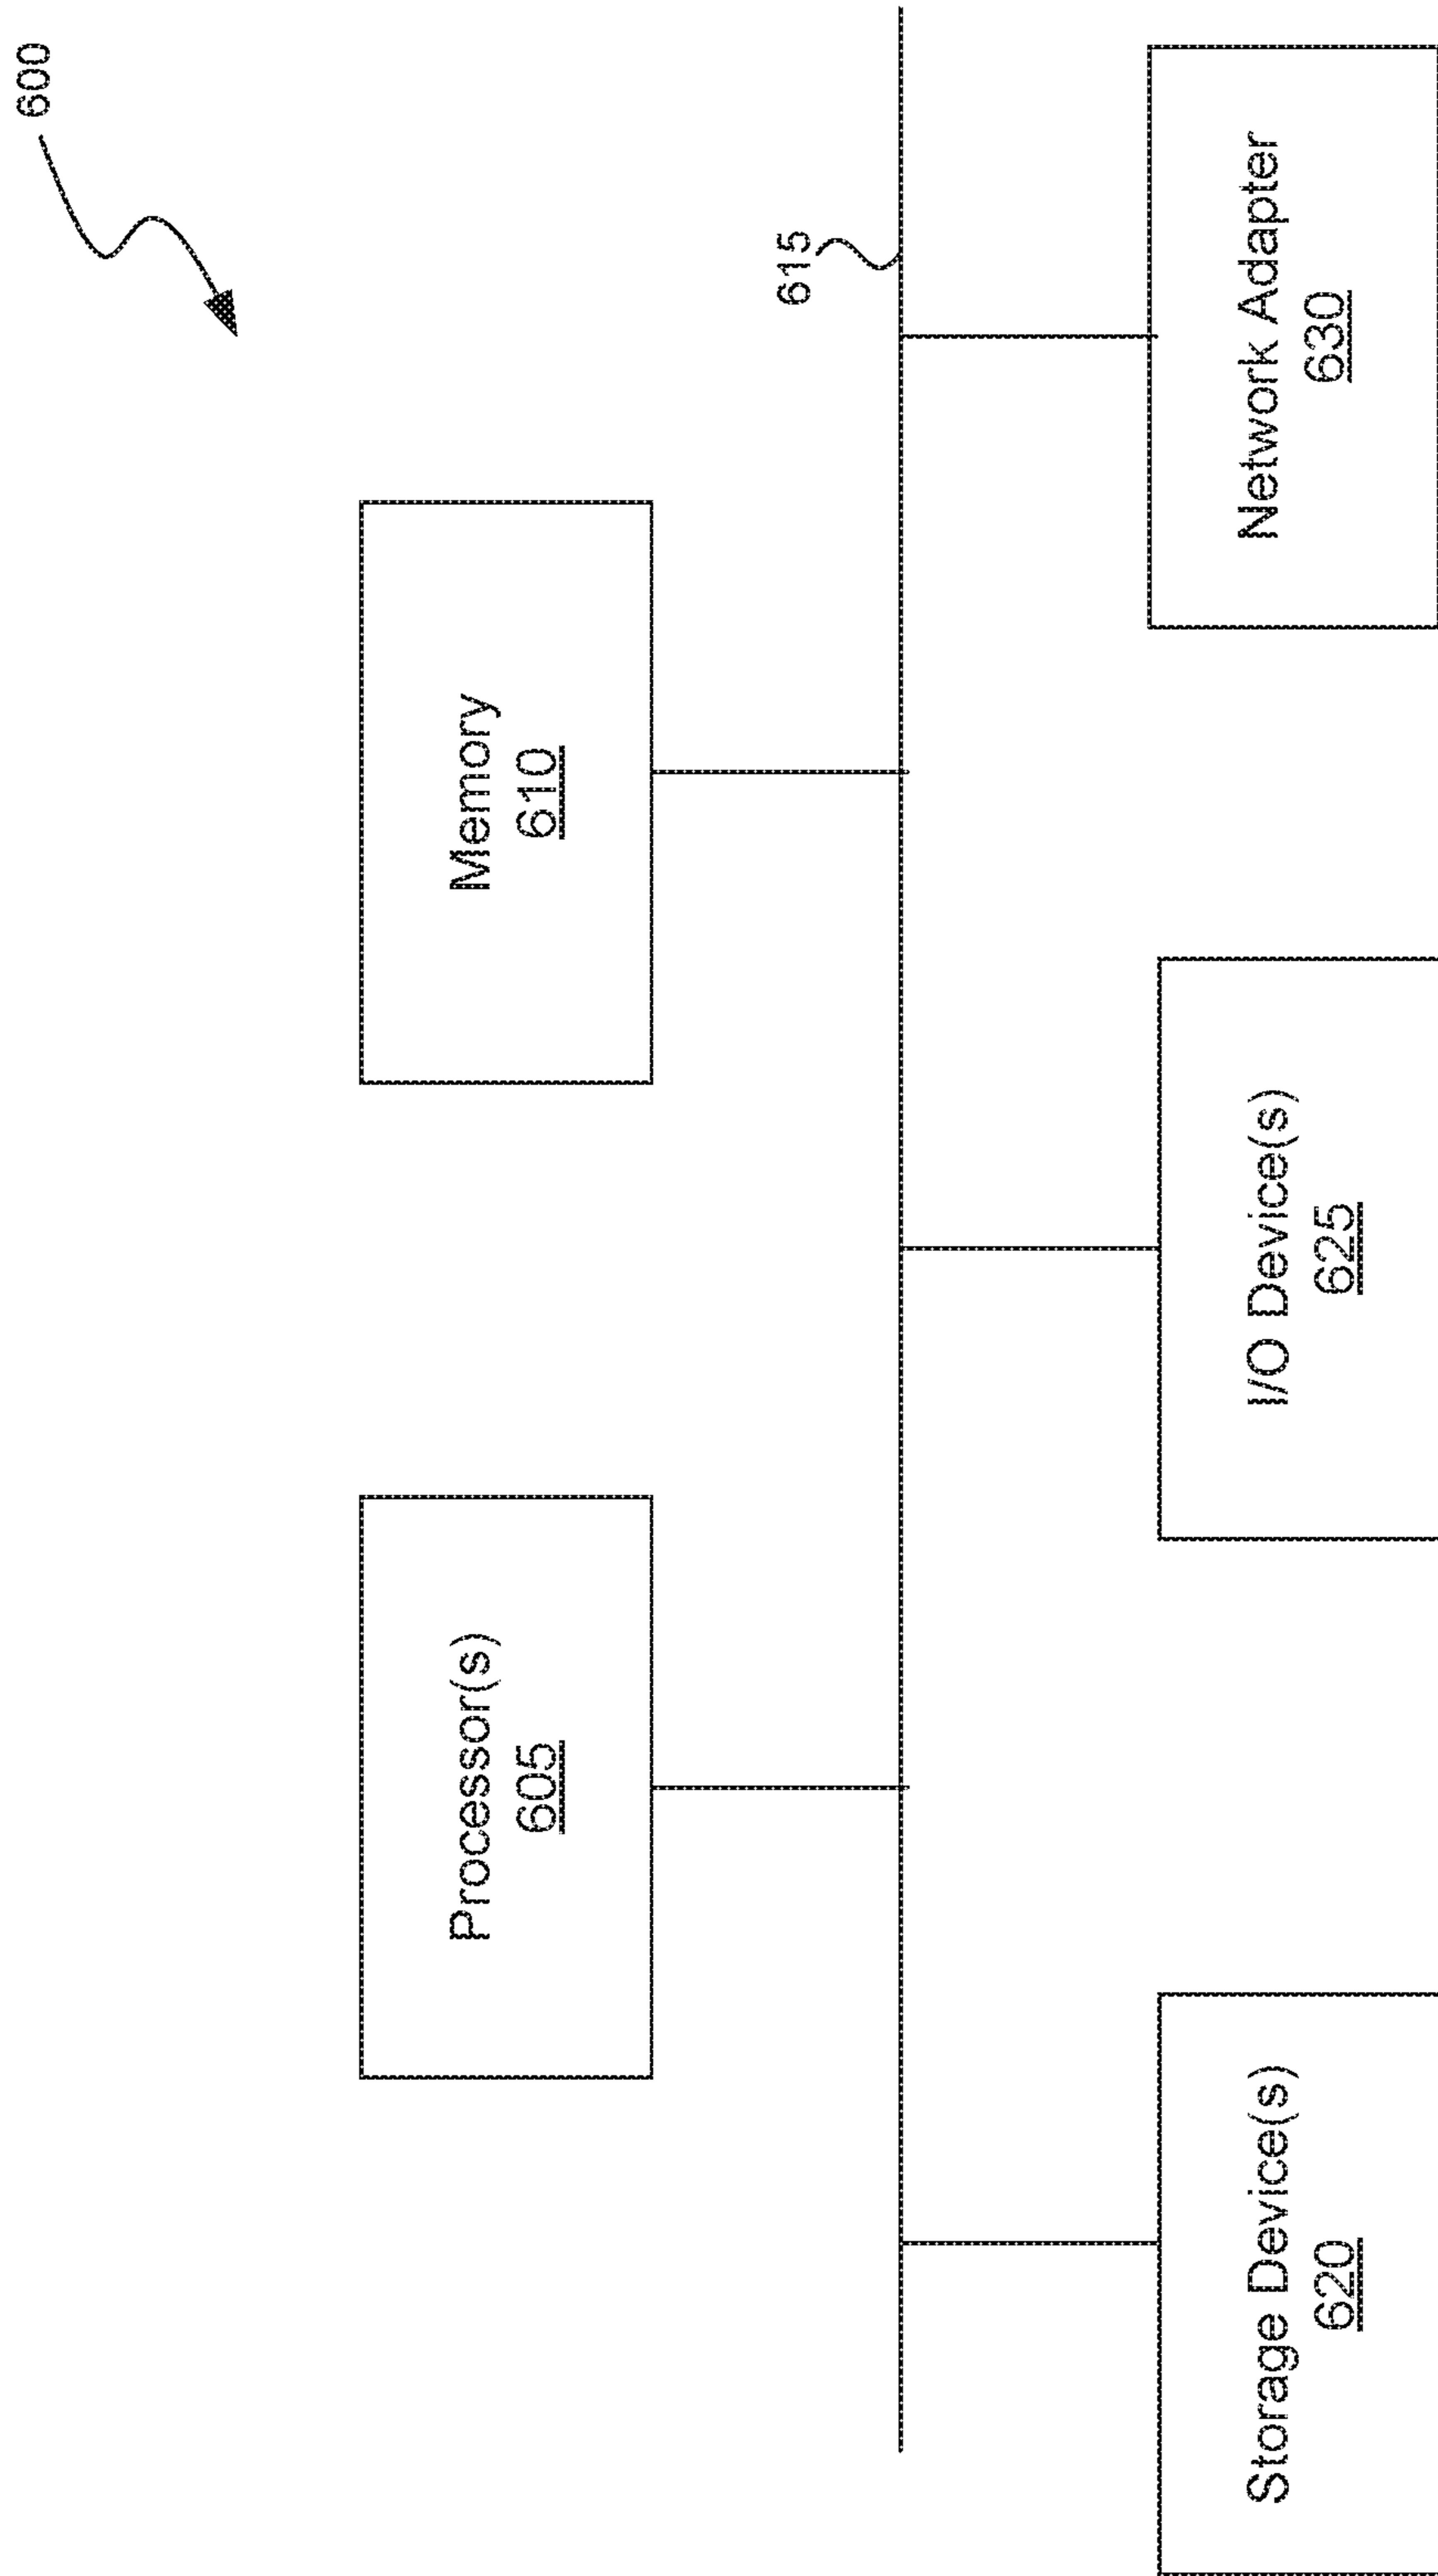 600
Processor(s)
605
Memory
610
615
Storage Device(s)
620
I/O Device(s)
625
Network Adapter
630